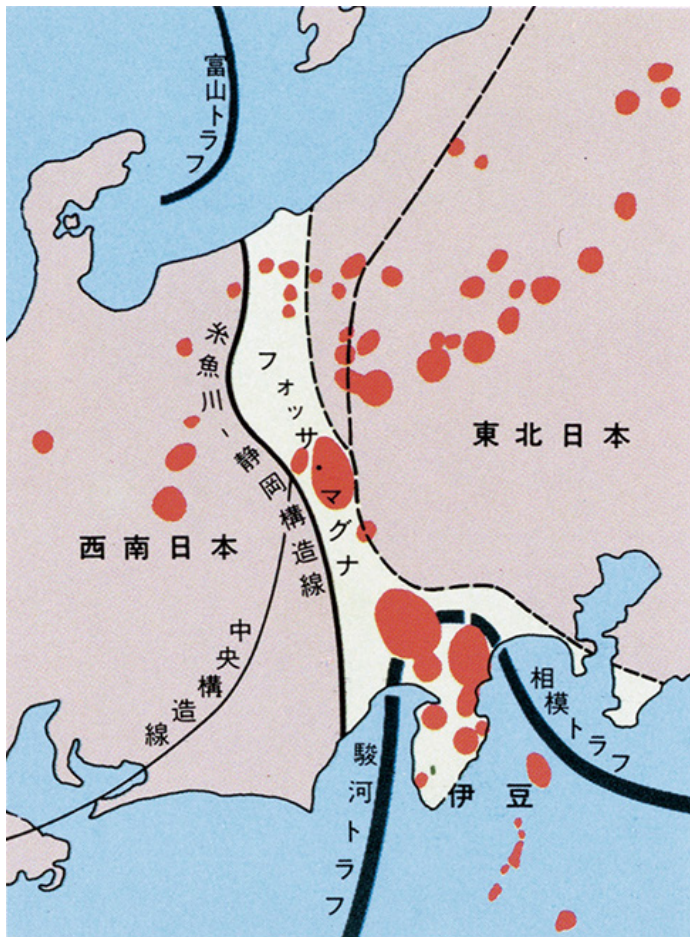 富山トラフ
糸魚川-静岡構造線
フォッサマグナ
東北日本
西南日本
中央構造線
相模トラフ
駿河トラフ
伊豆